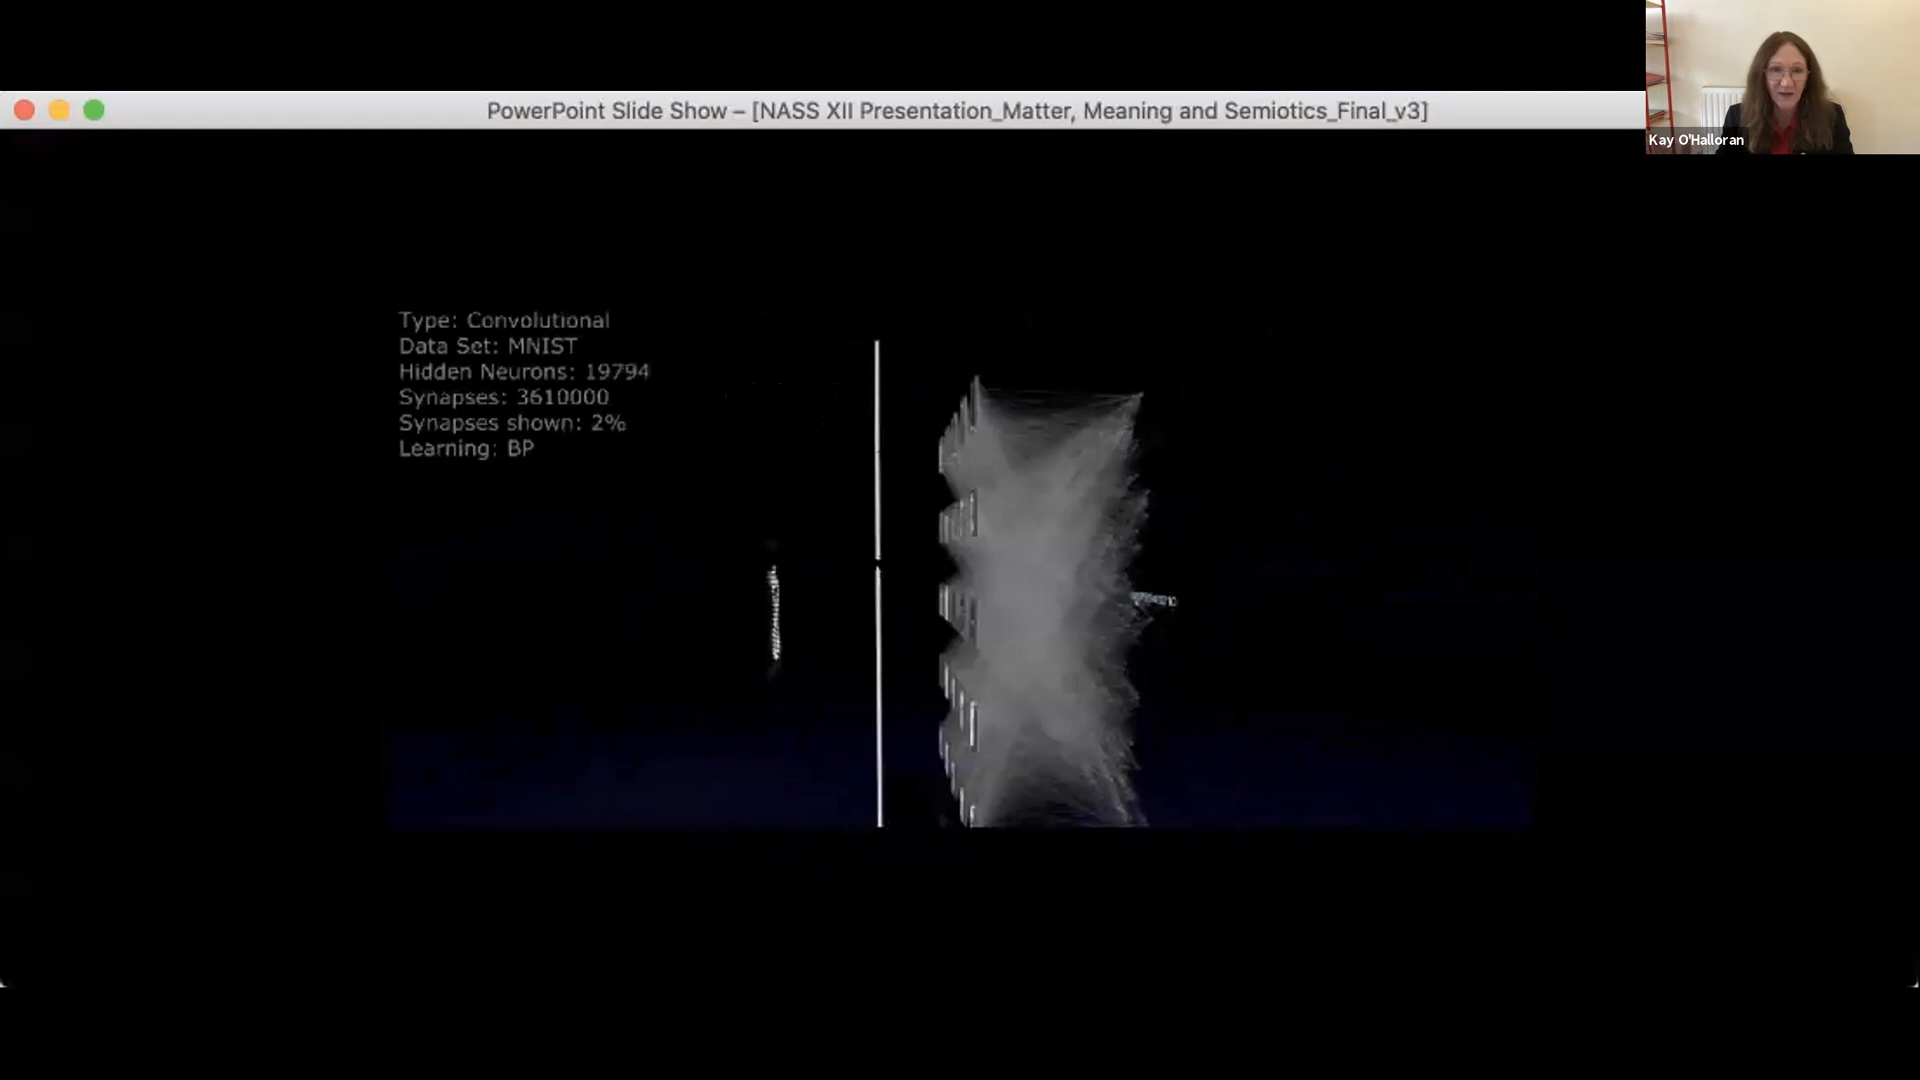 PowerPoint Slide Show – [NASS XII Presentation_Matter, Meaning and Semiotics_Final_v3]
Kay O'Halloran
Type: Convolutional
Data Set: MNIST
Hidden Neurons: 19794
Synapses: 3610000
Synapses shown: 2%
Learning: BP